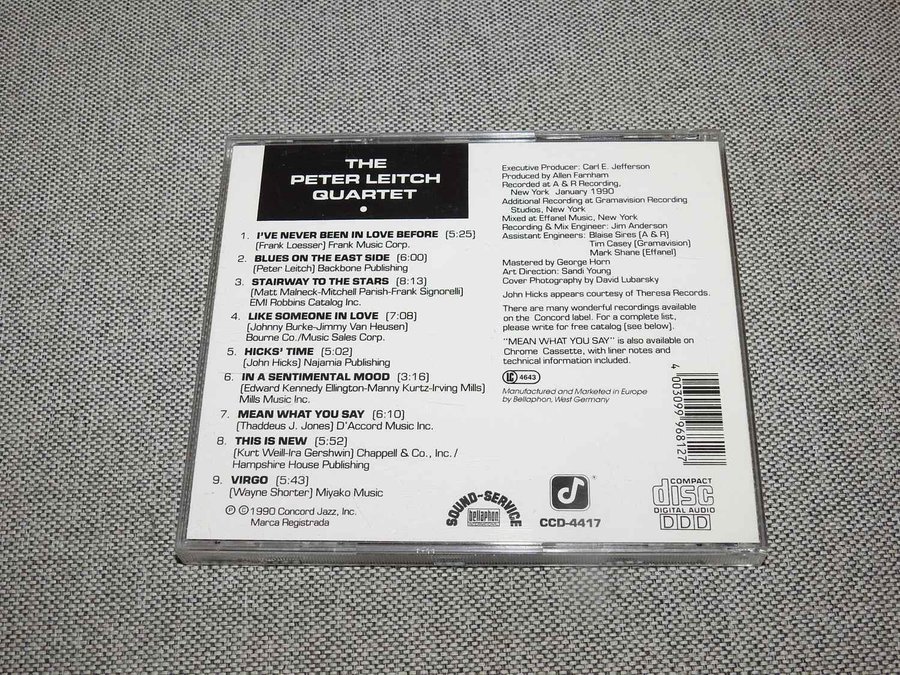 THE
PETER LEITCH
QUARTET
1. I'VE NEVER BEEN IN LOVE BEFORE (5:25)
(Frank Loesser) Frank Music Corp.
2. BLUES ON THE EAST SIDE (6:00)
(Peter Leitch) Backbone Publishing
3. STAIRWAY TO THE STARS (8:13)
(Matt Malneck-Mitchell Parish-Frank Signorelli)
EMI Robbins Catalog Inc.
4. LIKE SOMEONE IN LOVE (7:08)
(Johnny Burke-Jimmy Van Heusen)
Bourne Co./Music Sales Corp.
5. HICKS' TIME (5:02)
(John Hicks) Najamia Publishing
6. IN A SENTIMENTAL MOOD (3:16)
(Edward Kennedy Ellington-Manny Kurtz-Irving Mills)
Mills Music Inc.
7. MEAN WHAT YOU SAY (6:10)
(Thaddeus J. Jones) D'Accord Music Inc.
8. THIS IS NEW (5:52)
(Kurt Weill-Ira Gershwin) Chappell & Co., Inc. /
Hampshire House Publishing
9. VIRGO (5:43)
(Wayne Shorter) Miyako Music
℗ © 1990 Concord Jazz, Inc.
Marca Registrada
Executive Producer: Carl E. Jefferson
Produced by Allen Farnham
Recorded at A & R Recording,
New York January 1990
Additional Recording at Gramavision Recording
Studios, New York
Mixed at Effanel Music, New York
Recording & Mix Engineer: Jim Anderson
Assistant Engineers: Blaise Sires (A & R)
Tim Casey (Gramavision)
Mark Shane (Effanel)
Mastered by George Horn
Art Direction: Sandi Young
Cover Photography by David Lubarsky
John Hicks appears courtesy of Theresa Records.
There are many wonderful recordings available
on the Concord label. For a complete list,
please write for free catalog (see below).
"MEAN WHAT YOU SAY" is also available on
Chrome Cassette, with liner notes and
technical information included.
LC 4643
Manufactured and Marketed in Europe
by Bellaphon, West Germany
4 003099 968127
SOUND-SERVICE
bellaphon
CCD-4417
COMPACT
disc
DIGITAL AUDIO
DDD